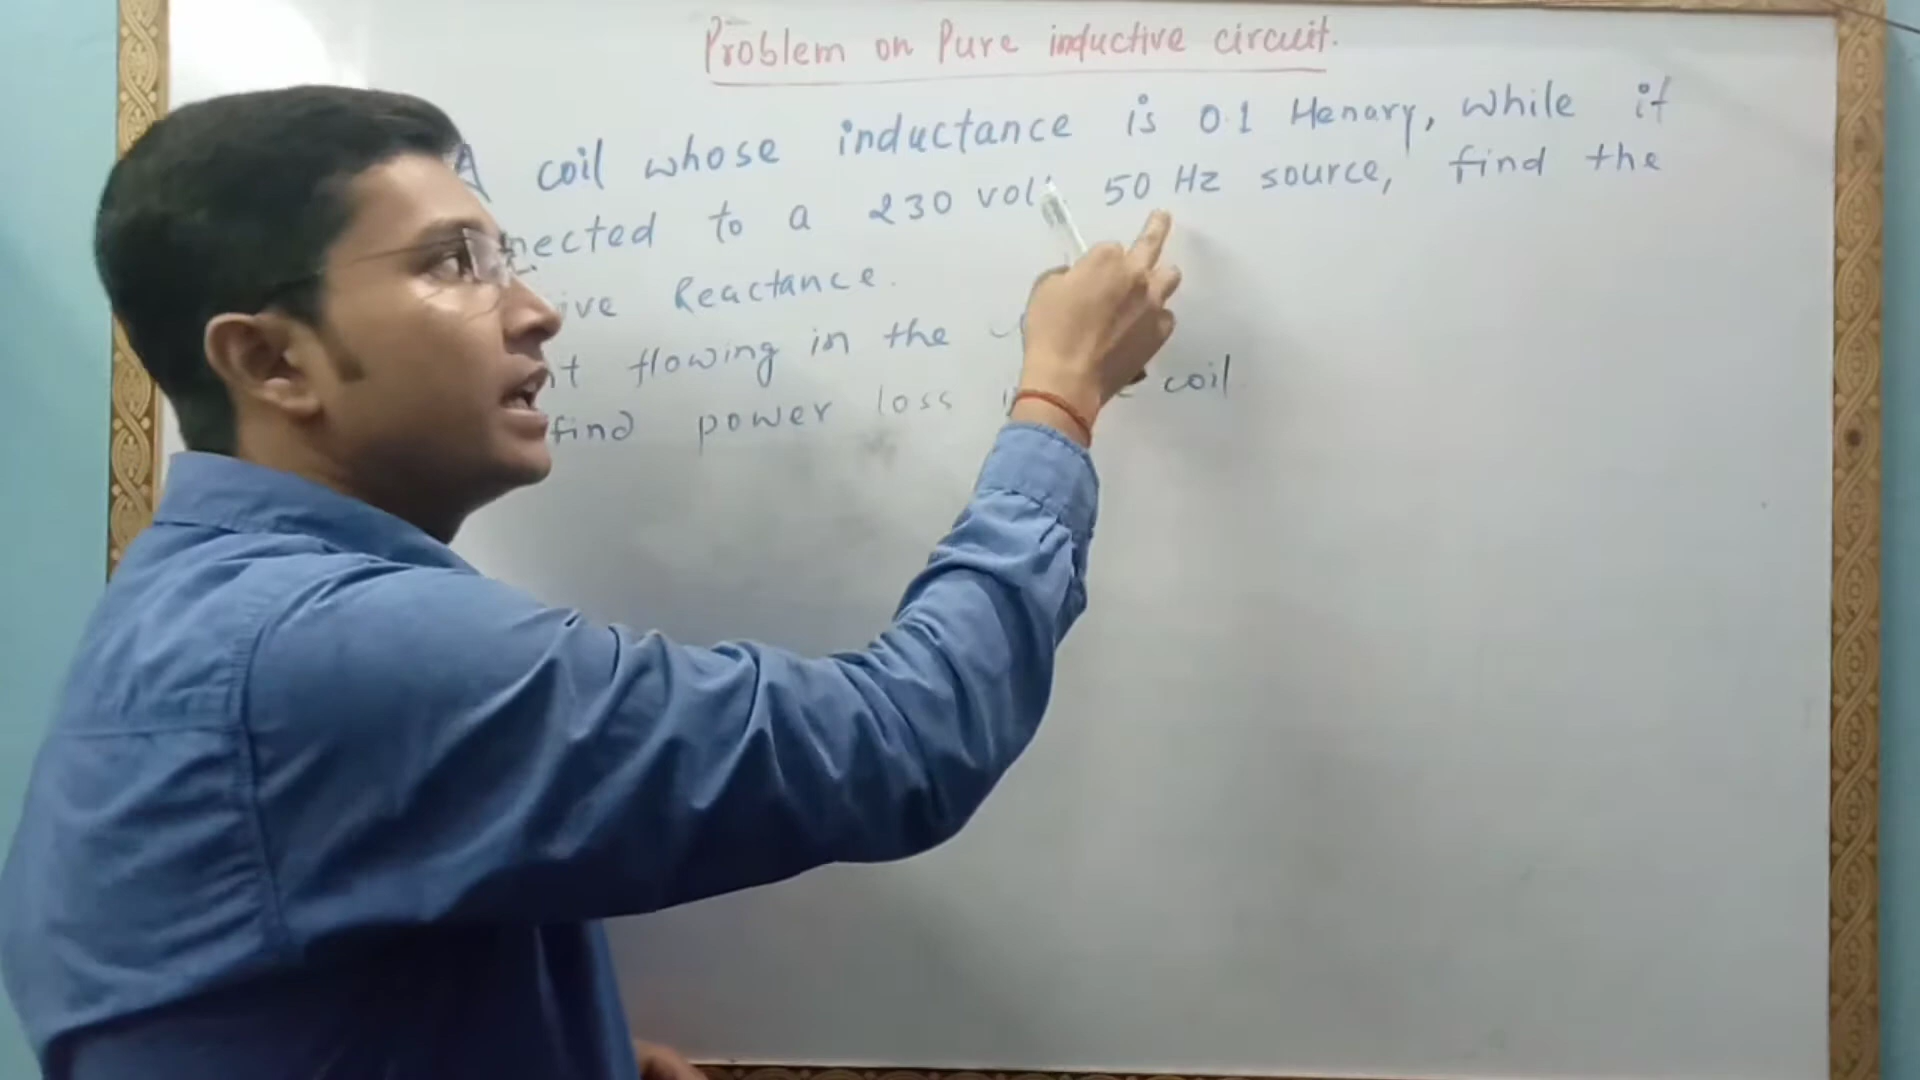 Problem on Pure inductive circuit.
A coil whose inductance is 0.1 Henary, while it
nected to a 230 volt 50 Hz source, find the
ive Reactance.
flowing in the
find power loss coil